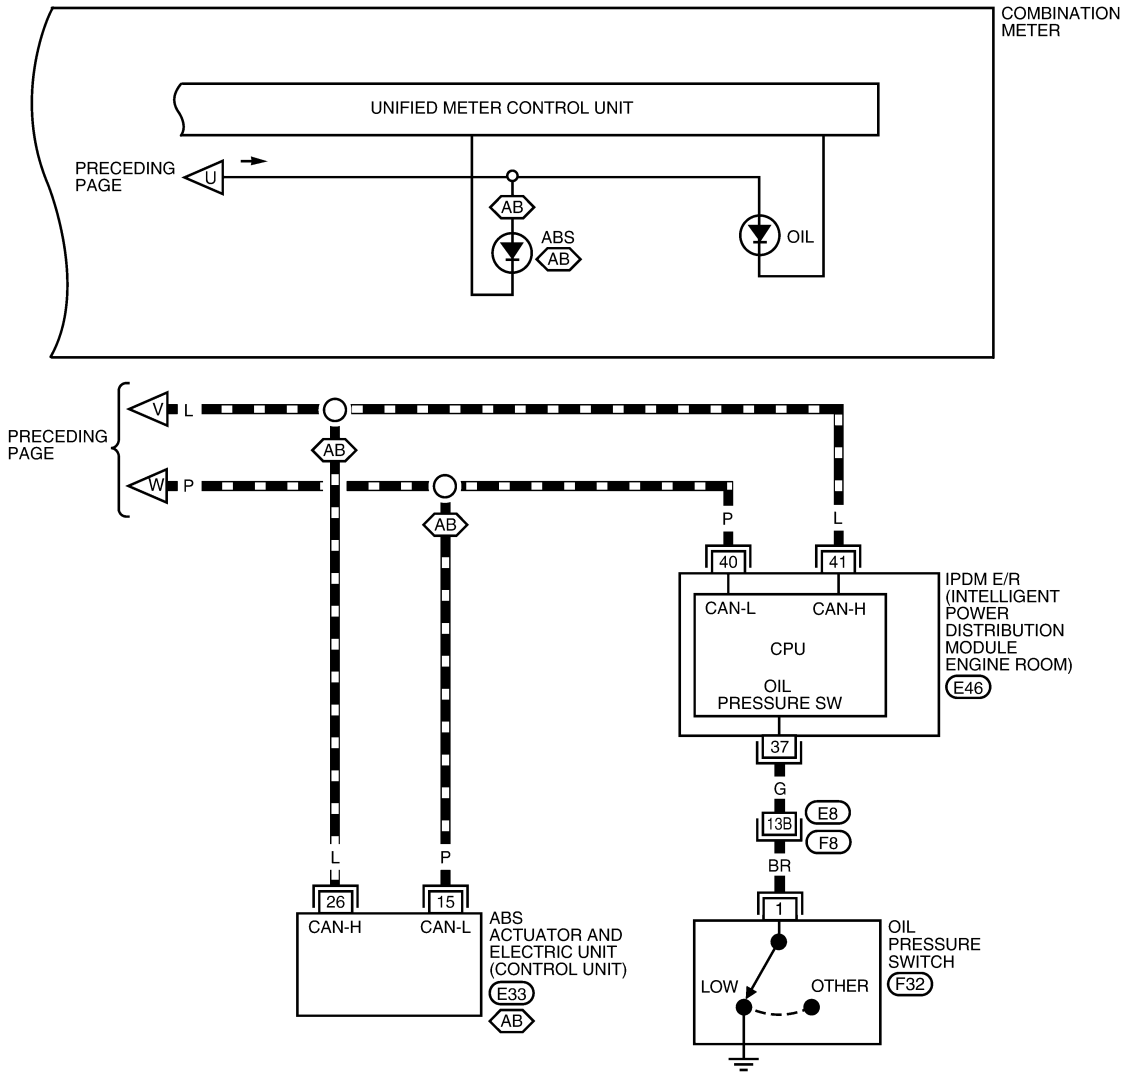 COMBINATION
METER
UNIFIED METER CONTROL UNIT
PRECEDING
PAGE
U
AB
ABS
AB
OIL
PRECEDING
PAGE
V
L
AB
W
P
AB
P
L
40
41
CAN-L
CAN-H
CPU
OIL
PRESSURE SW
IPDM E/R
(INTELLIGENT
POWER
DISTRIBUTION
MODULE
ENGINE ROOM)
E46
37
G
13B
E8
F8
BR
L
P
26
15
CAN-H
CAN-L
ABS
ACTUATOR AND
ELECTRIC UNIT
(CONTROL UNIT)
E33
AB
1
LOW
OTHER
OIL
PRESSURE
SWITCH
F32